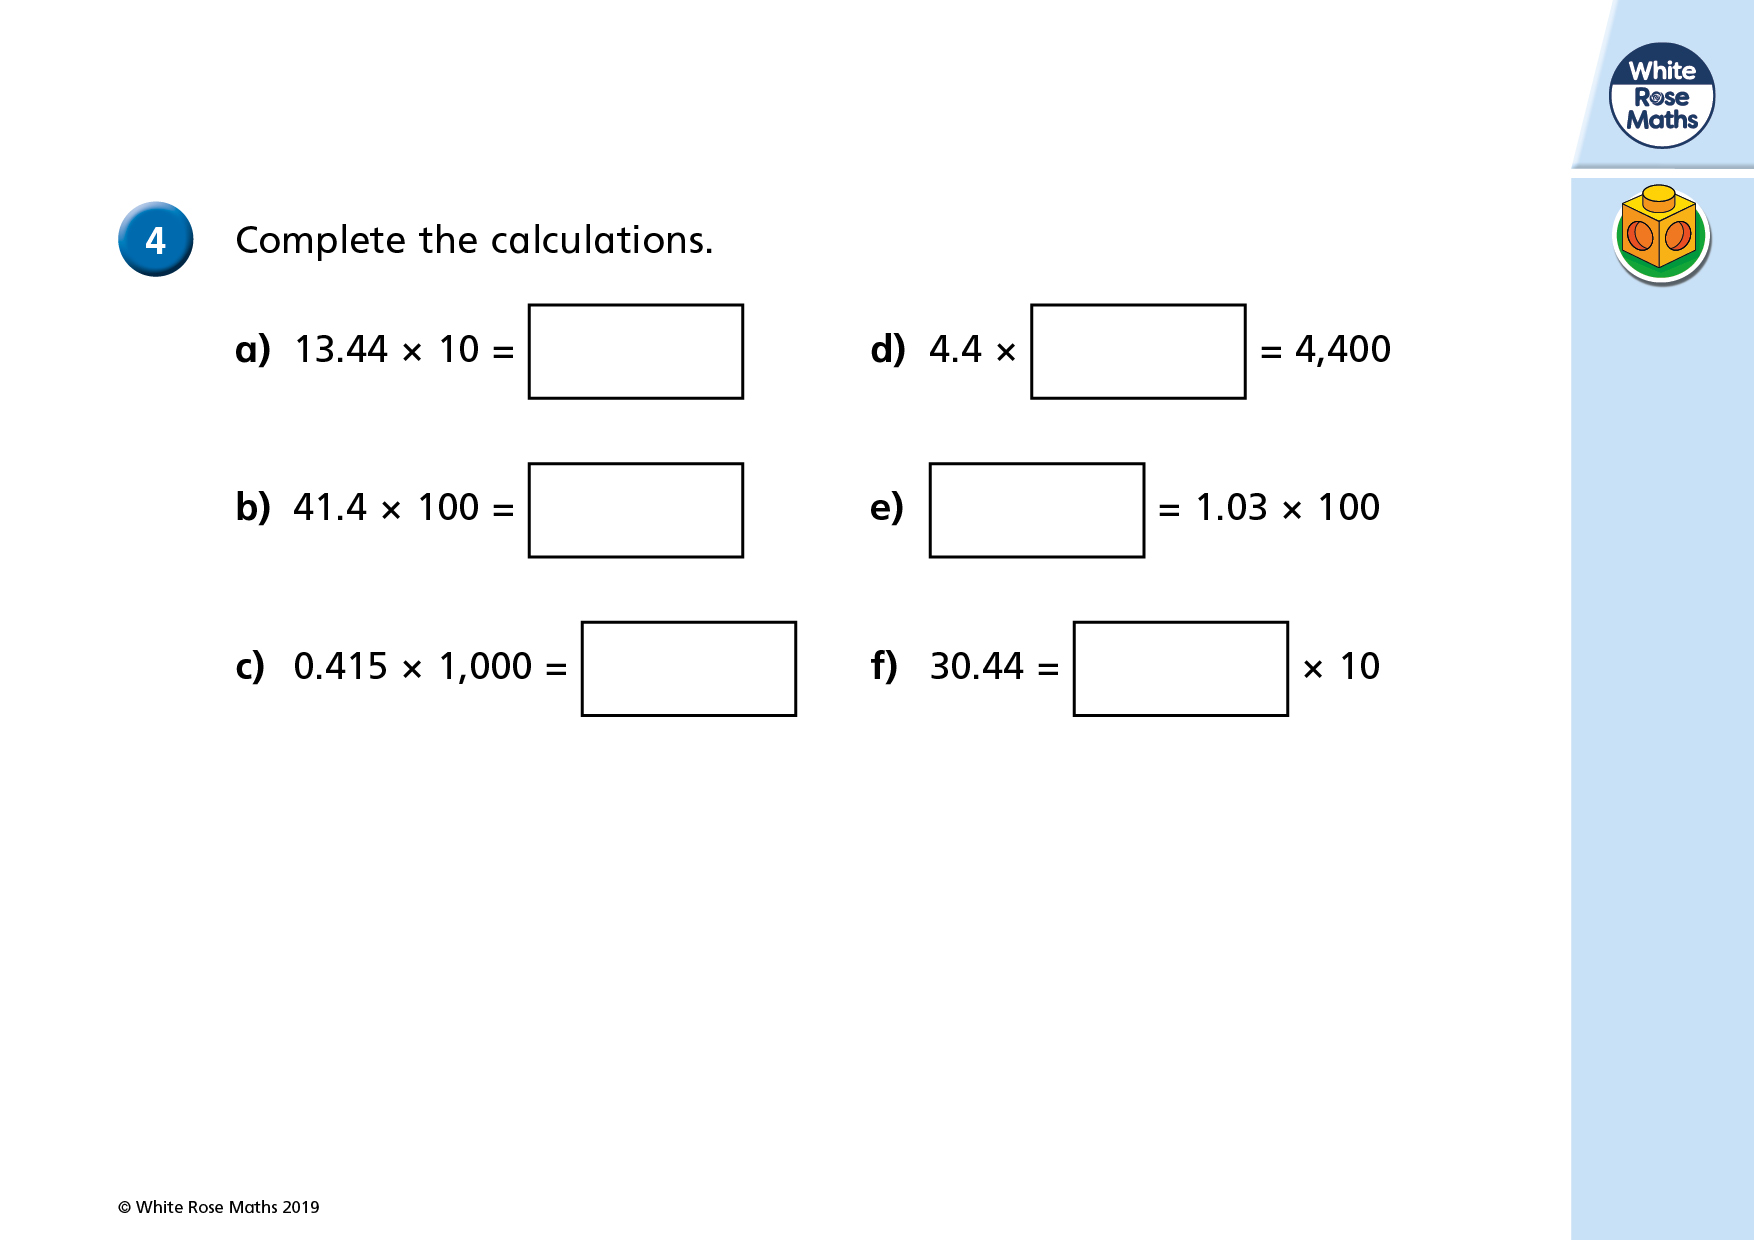 White
Rose
Maths
4 Complete the calculations.
a) 13.44 × 10 =
d) 4.4 × = 4,400
b) 41.4 × 100 =
e) = 1.03 × 100
c) 0.415 × 1,000 =
f) 30.44 = × 10
© White Rose Maths 2019